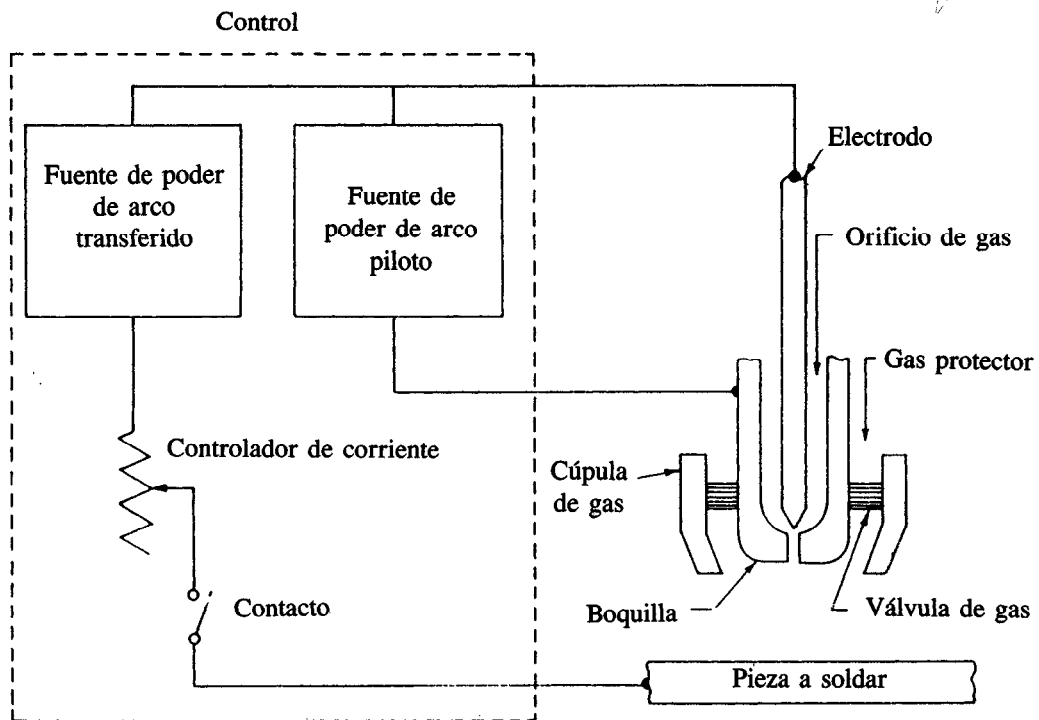 Control
Fuente de poder
de arco
transferido
Fuente de
poder de arco
piloto
Electrodo
Orificio de gas
Gas protector
Controlador de corriente
Cúpula
de gas
Contacto
Boquilla
Válvula de gas
Pieza a soldar